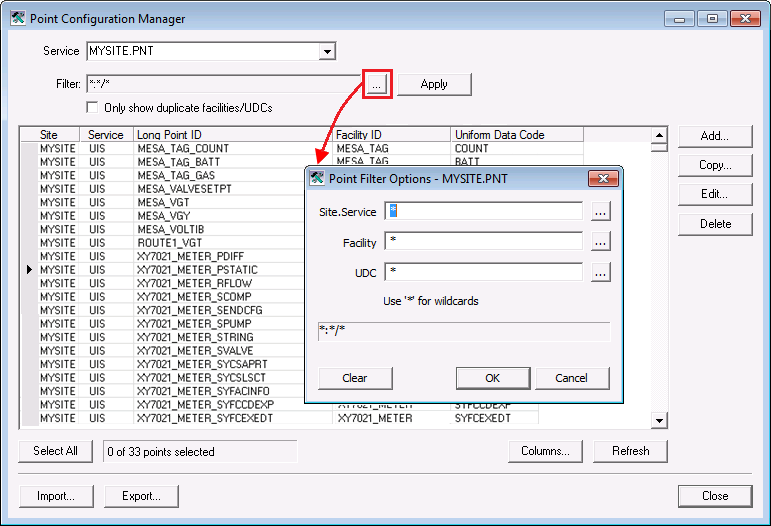 Point Configuration Manager
Service MYSITE.PNT
Filter: *:*/* ... Apply
Only show duplicate facilities/UDCs
Site Service Long Point ID Facility ID Uniform Data Code
MYSITE UIS MESA_TAG_COUNT MESA_TAG COUNT
MYSITE UIS MESA_TAG_BATT MESA_TAG BATT
MYSITE UIS MESA_TAG_GAS
MYSITE UIS MESA_VALVESETPT
MYSITE UIS MESA_VGT
MYSITE UIS MESA_VGY
MYSITE UIS MESA_VOLTIB
MYSITE UIS ROUTE1_VGT
MYSITE UIS XY7021_METER_PDIFF
MYSITE UIS XY7021_METER_PSTATIC
MYSITE UIS XY7021_METER_RFLOW
MYSITE UIS XY7021_METER_SCOMP
MYSITE UIS XY7021_METER_SENDCFG
MYSITE UIS XY7021_METER_SPUMP
MYSITE UIS XY7021_METER_STRING
MYSITE UIS XY7021_METER_SVALVE
MYSITE UIS XY7021_METER_SYCSAPRT
MYSITE UIS XY7021_METER_SYCSLSCT
MYSITE UIS XY7021_METER_SYFACINFO
MYSITE UIS XY7021_METER_SYFCCDEXP XY7021_METER SYFCCDEXP
MYSITE UIS XY7021_METER_SYFCEXEDT XY7021_METER SYFCEXEDT
Add...
Copy...
Edit...
Delete
Point Filter Options - MYSITE.PNT
Site.Service * ...
Facility * ...
UDC * ...
Use '*' for wildcards
*:*/*
Clear OK Cancel
Select All 0 of 33 points selected Columns... Refresh
Import... Export... Close